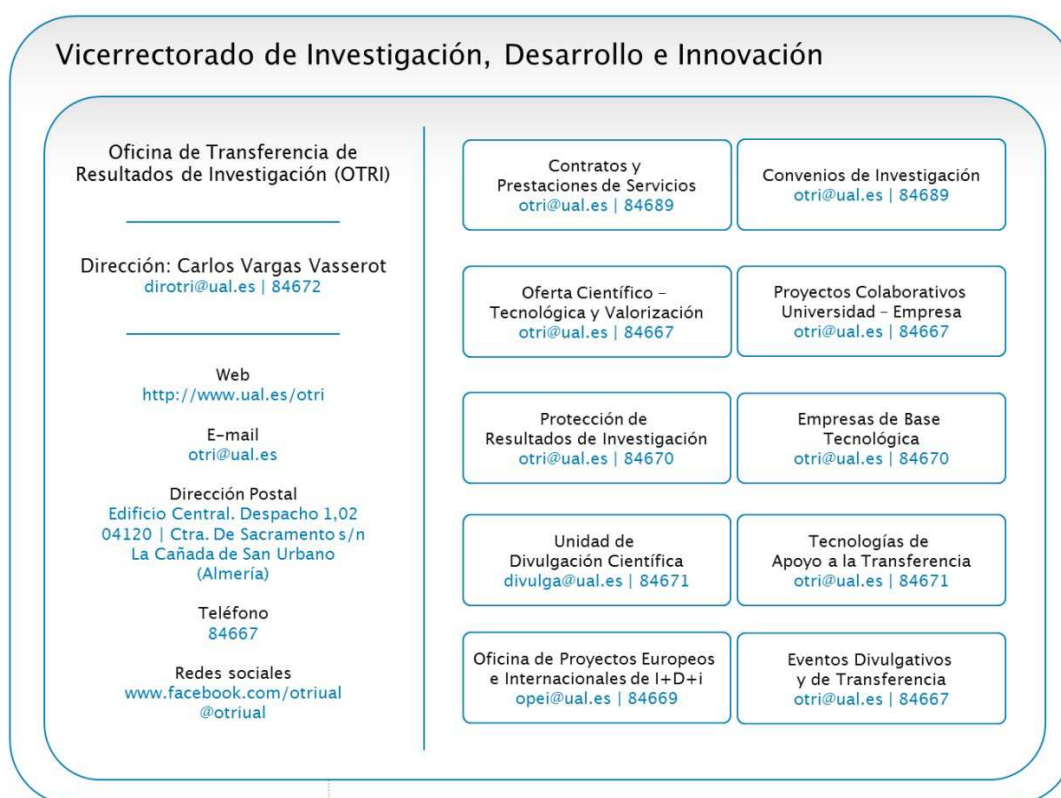 Vicerrectorado de Investigación, Desarrollo e Innovación
Oficina de Transferencia de
Resultados de Investigación (OTRI)
Dirección: Carlos Vargas Vasserot
dirotri@ual.es | 84672
Web
http://www.ual.es/otri
E-mail
otri@ual.es
Dirección Postal
Edificio Central. Despacho 1,02
04120 | Ctra. De Sacramento s/n
La Cañada de San Urbano
(Almería)
Teléfono
84667
Redes sociales
www.facebook.com/otriual
@otriual
Contratos y
Prestaciones de Servicios
otri@ual.es | 84689
Convenios de Investigación
otri@ual.es | 84689
Oferta Científico –
Tecnológica y Valorización
otri@ual.es | 84667
Proyectos Colaborativos
Universidad – Empresa
otri@ual.es | 84667
Protección de
Resultados de Investigación
otri@ual.es | 84670
Empresas de Base
Tecnológica
otri@ual.es | 84670
Unidad de
Divulgación Científica
divulga@ual.es | 84671
Tecnologías de
Apoyo a la Transferencia
otri@ual.es | 84671
Oficina de Proyectos Europeos
e Internacionales de I+D+i
opei@ual.es | 84669
Eventos Divulgativos
y de Transferencia
otri@ual.es | 84667